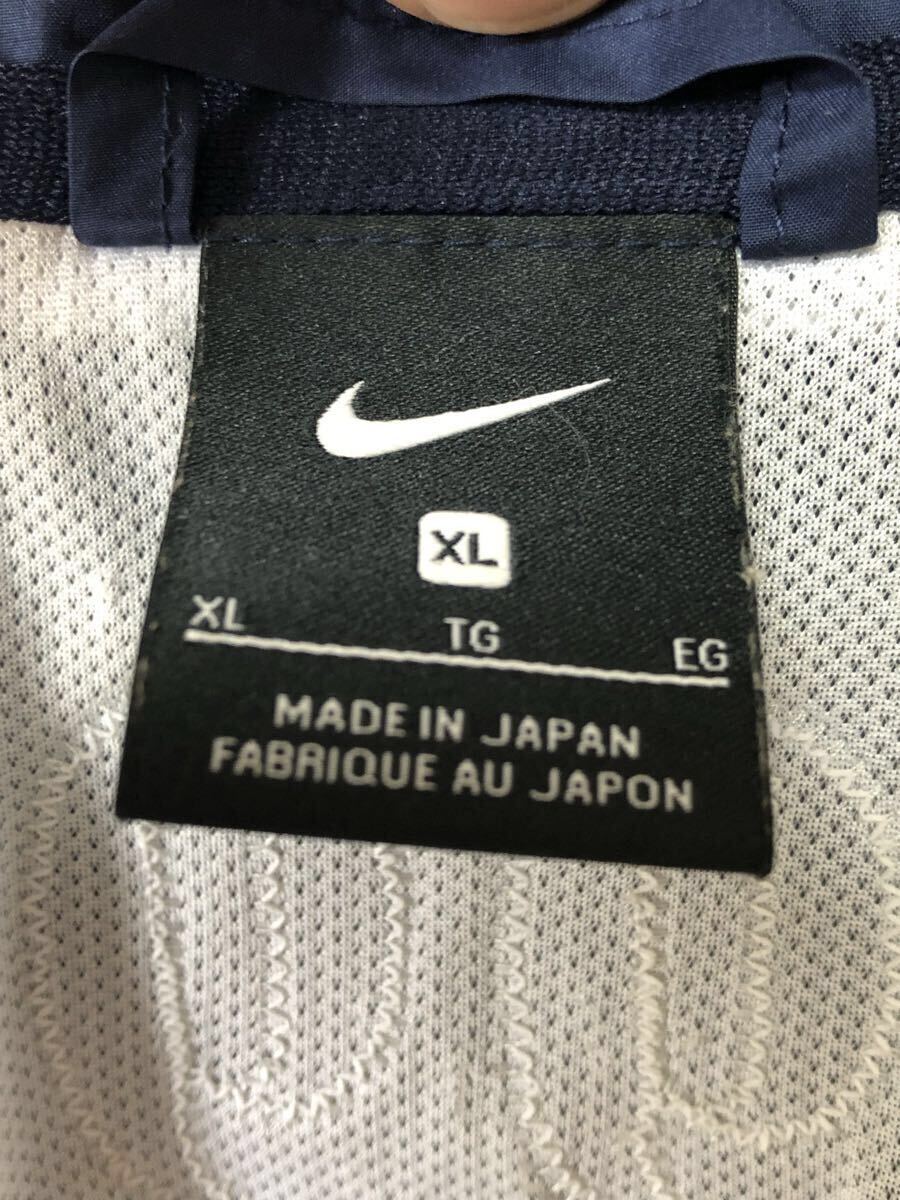 XL
XL TG EG
MADE IN JAPAN
FABRIQUE AU JAPON